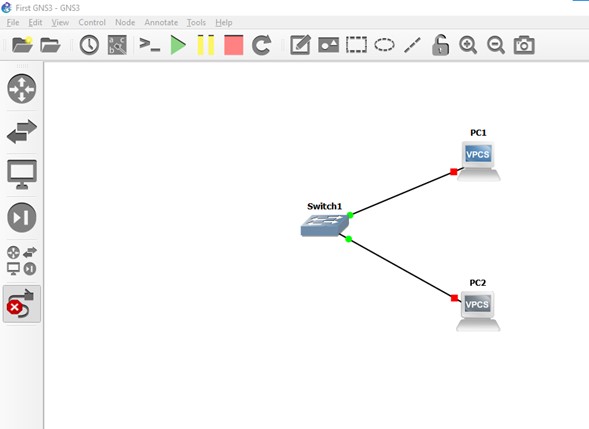 First GNS3 - GNS3
File Edit View Control Node Annotate Tools Help
PC1
VPCS
Switch1
PC2
VPCS